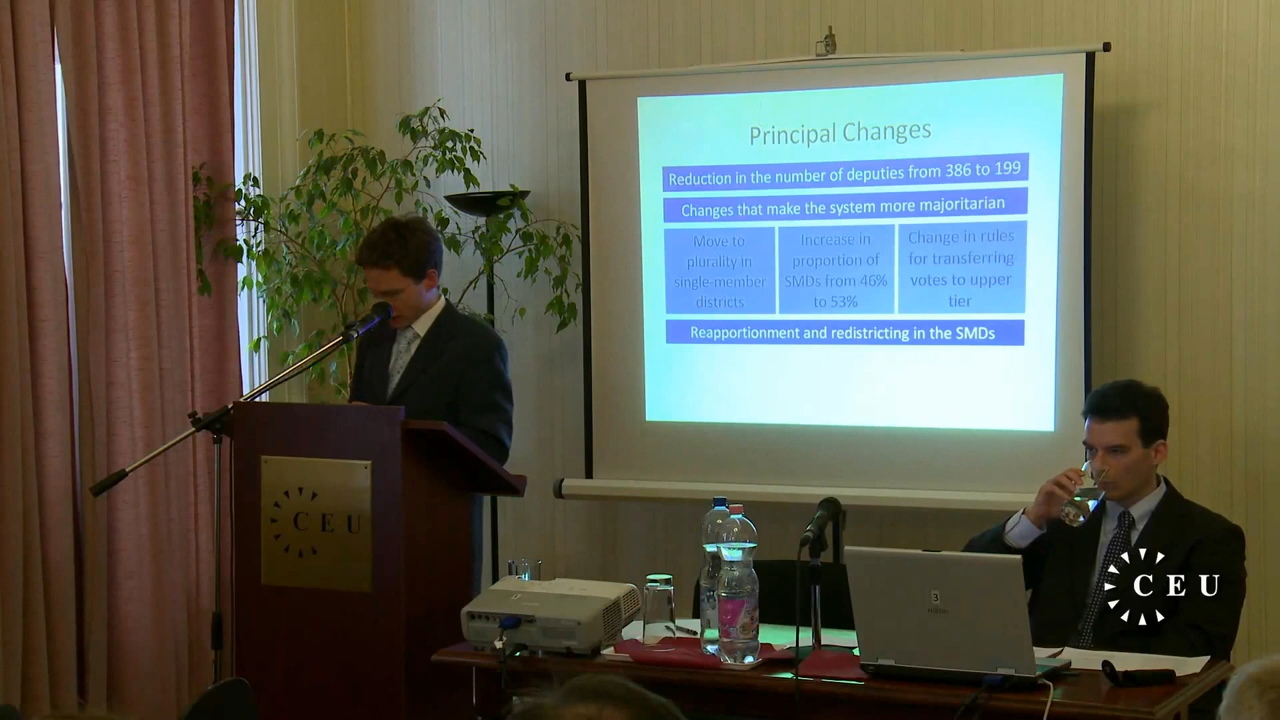 Principal Changes
Reduction in the number of deputies from 386 to 199
Changes that make the system more majoritarian
Move to
plurality in
single-member
districts
Increase in
proportion of
SMDs from 46%
to 53%
Change in rules
for transferring
votes to upper
tier
Reapportionment and redistricting in the SMDs
CEU
3
CEU